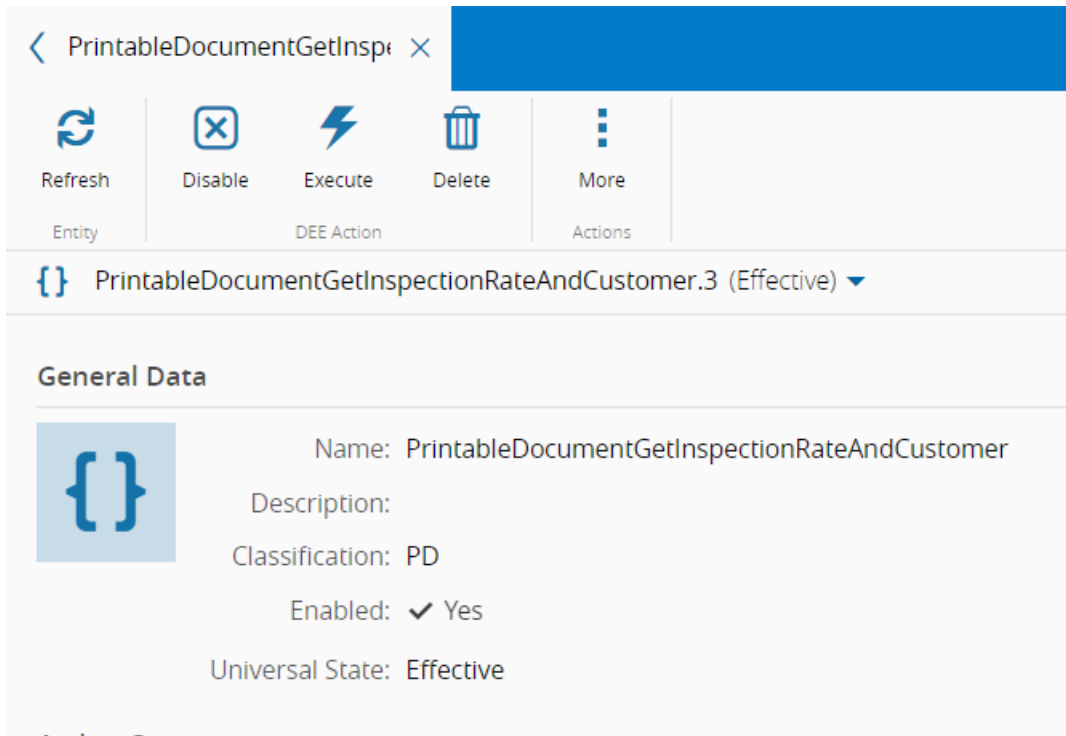 PrintableDocumentGetInspe
Refresh Disable Execute Delete More
Entity DEE Action Actions
{} PrintableDocumentGetInspectionRateAndCustomer.3 (Effective)
General Data
{}
Name: PrintableDocumentGetInspectionRateAndCustomer
Description:
Classification: PD
Enabled: ✓ Yes
Universal State: Effective